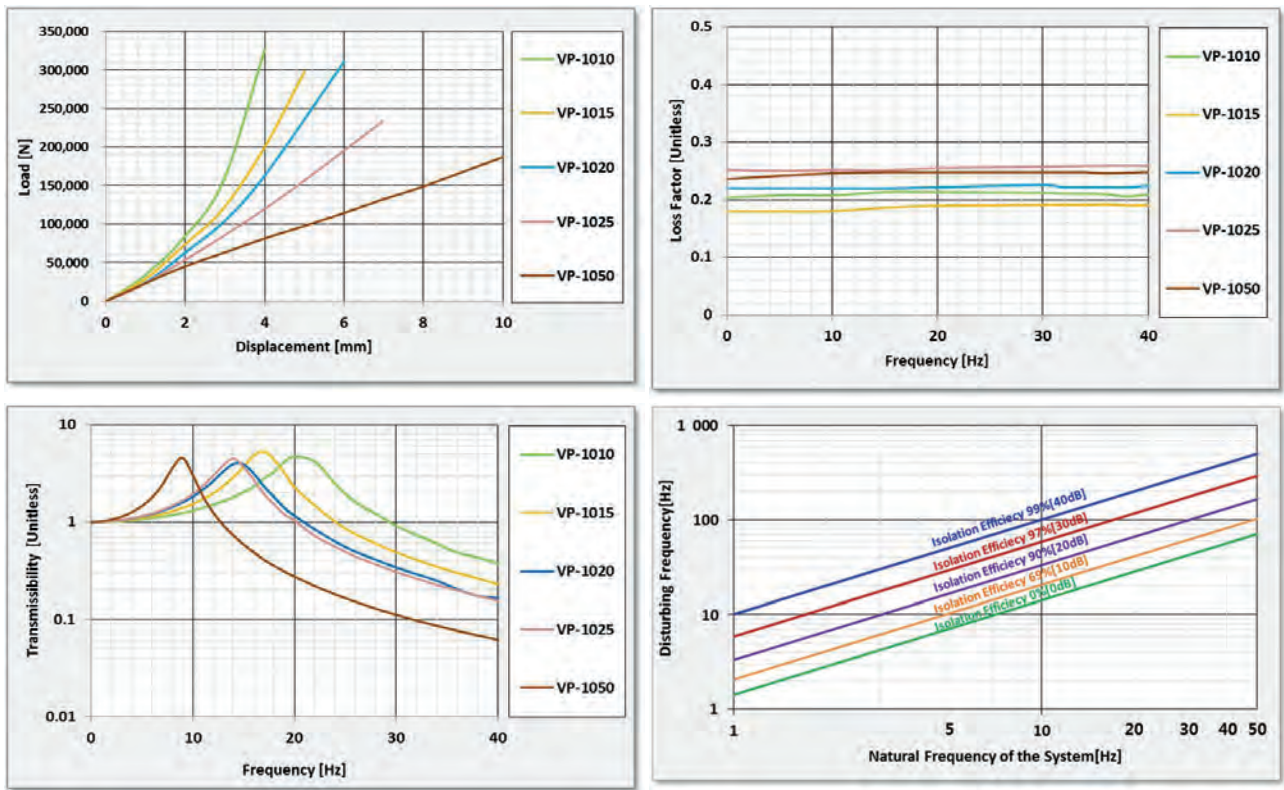 350,000
300,000
250,000
200,000
150,000
100,000
50,000
0
Load [N]
0 2 4 6 8 10
Displacement [mm]
VP-1010
VP-1015
VP-1020
VP-1025
VP-1050
0.5
0.4
0.3
0.2
0.1
0
Loss Factor [Unitless]
0 10 20 30 40
Frequency [Hz]
VP-1010
VP-1015
VP-1020
VP-1025
VP-1050
10
1
0.1
0.01
Transmissibility [Unitless]
0 10 20 30 40
Frequency [Hz]
VP-1010
VP-1015
VP-1020
VP-1025
VP-1050
1 000
100
10
1
Disturbing Frequency[Hz]
Isolation Efficiecy 99%[40dB]
Isolation Efficiecy 97%[30dB]
Isolation Efficiecy 90%[20dB]
Isolation Efficiecy 69%[10dB]
Isolation Efficiecy 0%[0dB]
1 5 10 20 30 40 50
Natural Frequency of the System[Hz]